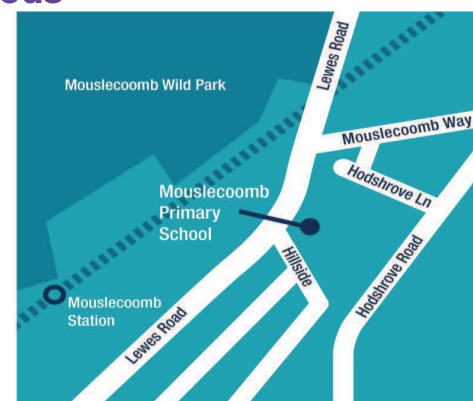 Mouslecoomb Wild Park
Lewes Road
Mouslecoomb Way
Hodshrove Ln
Mouslecoomb
Primary
School
Hillside
Hodshrove Road
Mouslecoomb
Station
Lewes Road